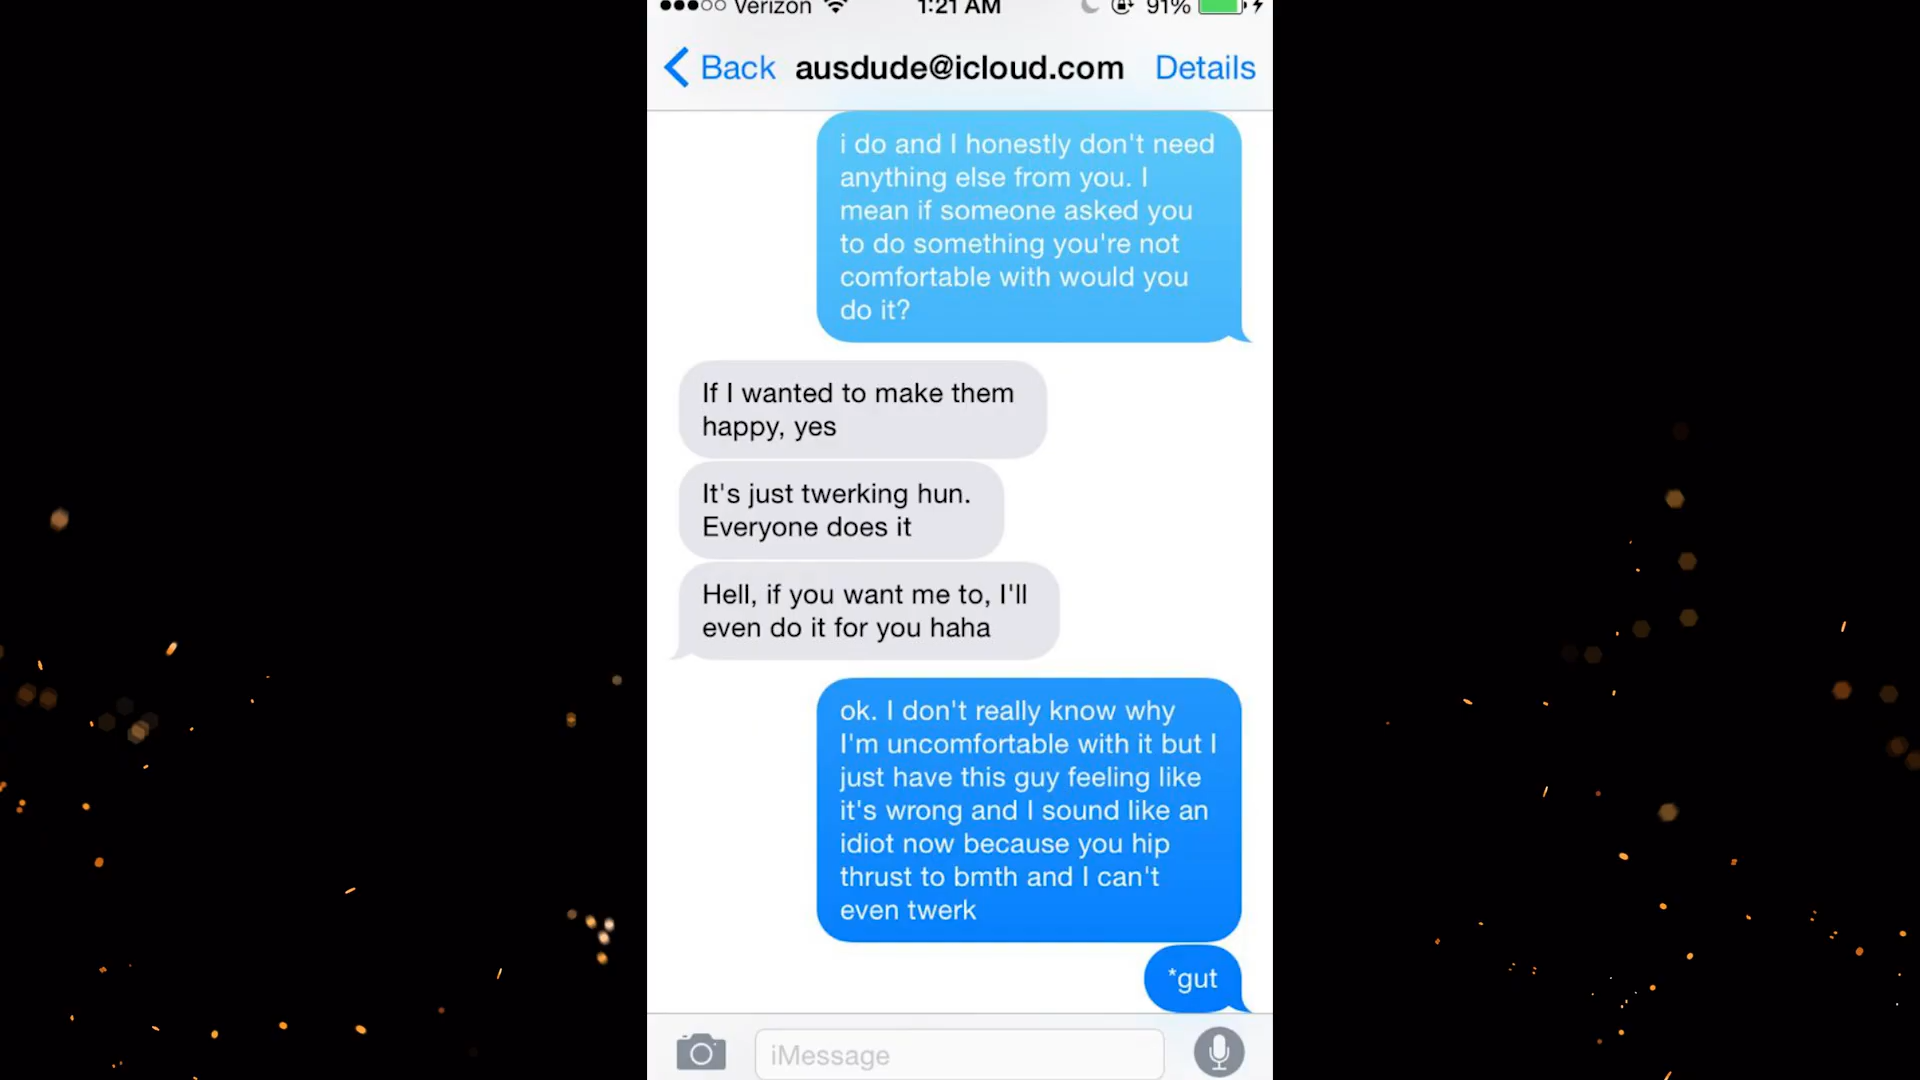 Verizon 1:21 AM 91%
Back ausdude@icloud.com Details
i do and I honestly don't need
anything else from you. I
mean if someone asked you
to do something you're not
comfortable with would you
do it?
If I wanted to make them
happy, yes
It's just twerking hun.
Everyone does it
Hell, if you want me to, I'll
even do it for you haha
ok. I don't really know why
I'm uncomfortable with it but I
just have this guy feeling like
it's wrong and I sound like an
idiot now because you hip
thrust to bmth and I can't
even twerk
*gut
iMessage